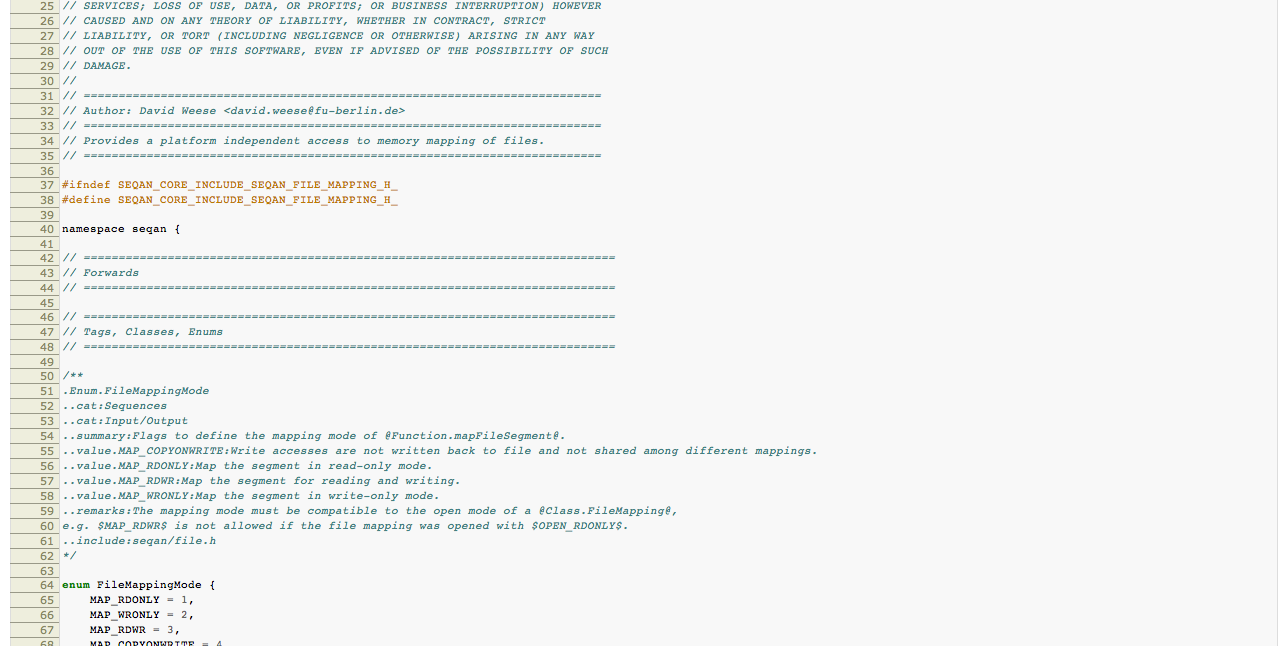 25 // SERVICES; LOSS OF USE, DATA, OR PROFITS; OR BUSINESS INTERRUPTION) HOWEVER
26 // CAUSED AND ON ANY THEORY OF LIABILITY, WHETHER IN CONTRACT, STRICT
27 // LIABILITY, OR TORT (INCLUDING NEGLIGENCE OR OTHERWISE) ARISING IN ANY WAY
28 // OUT OF THE USE OF THIS SOFTWARE, EVEN IF ADVISED OF THE POSSIBILITY OF SUCH
29 // DAMAGE.
30 //
31 // ==========================================================================
32 // Author: David Weese <david.weese@fu-berlin.de>
33 // ==========================================================================
34 // Provides a platform independent access to memory mapping of files.
35 // ==========================================================================
36
37 #ifndef SEQAN_CORE_INCLUDE_SEQAN_FILE_MAPPING_H_
38 #define SEQAN_CORE_INCLUDE_SEQAN_FILE_MAPPING_H_
39
40 namespace seqan {
41
42 // ============================================================================
43 // Forwards
44 // ============================================================================
45
46 // ============================================================================
47 // Tags, Classes, Enums
48 // ============================================================================
49
50 /**
51 .Enum.FileMappingMode
52 ..cat:Sequences
53 ..cat:Input/Output
54 ..summary:Flags to define the mapping mode of @Function.mapFileSegment@.
55 ..value.MAP_COPYONWRITE:Write accesses are not written back to file and not shared among different mappings.
56 ..value.MAP_RDONLY:Map the segment in read-only mode.
57 ..value.MAP_RDWR:Map the segment for reading and writing.
58 ..value.MAP_WRONLY:Map the segment in write-only mode.
59 ..remarks:The mapping mode must be compatible to the open mode of a @Class.FileMapping@,
60 e.g. $MAP_RDWR$ is not allowed if the file mapping was opened with $OPEN_RDONLY$.
61 ..include:seqan/file.h
62 */
63
64 enum FileMappingMode {
65     MAP_RDONLY = 1,
66     MAP_WRONLY = 2,
67     MAP_RDWR = 3,
68     MAP_COPYONWRITE = 4